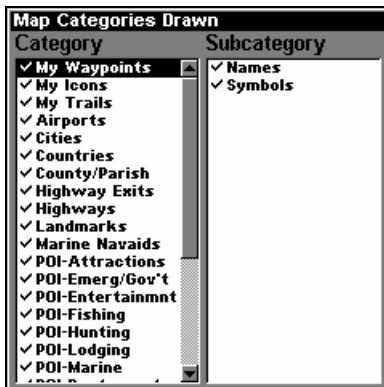 Map Categories Drawn
Category
Subcategory
My Waypoints
My Icons
My Trails
Airports
Cities
Countries
County/Parish
Highway Exits
Highways
Landmarks
Marine Navaids
POI-Attractions
POI-Emerg/Gov't
POI-Entertainmnt
POI-Fishing
POI-Hunting
POI-Lodging
POI-Marine
Names
Symbols